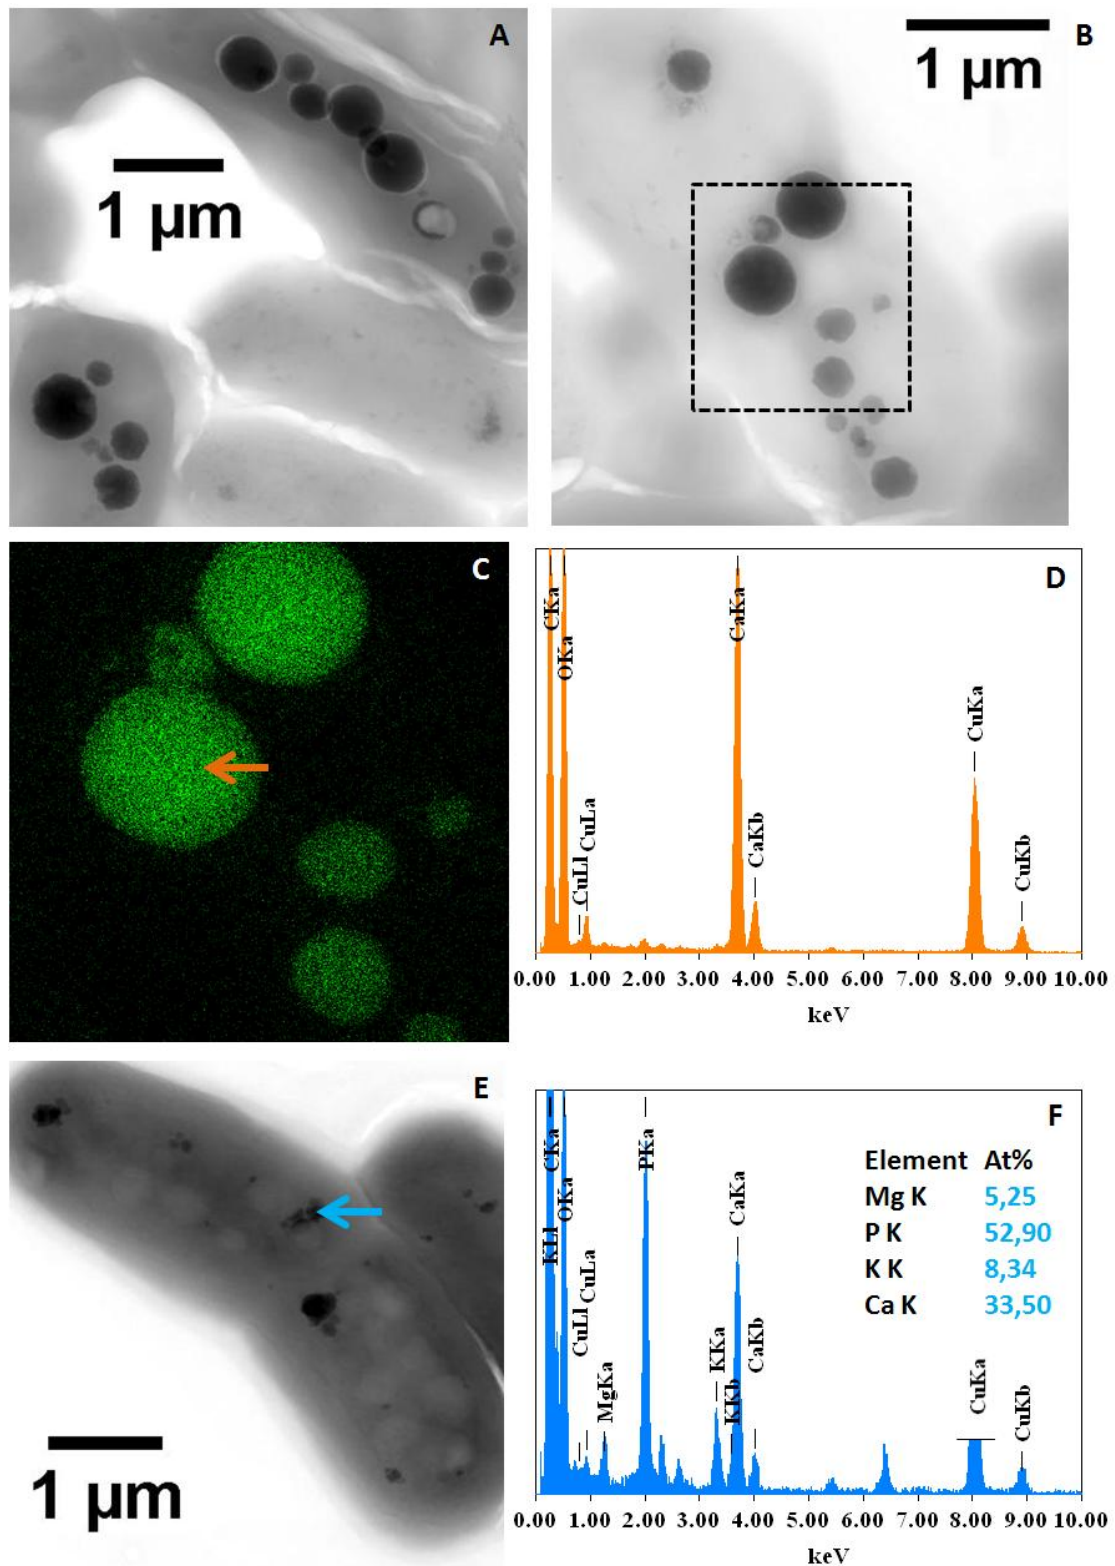 A
1 µm
B
1 µm
C
D
CKa
OKa
CuLl
CuLa
CaKa
CaKb
CuKa
CuKb
0.00 1.00 2.00 3.00 4.00 5.00 6.00 7.00 8.00 9.00 10.00
keV
E
1 µm
F
CKa
KLl
OKa
CuLl
CuLa
MgKa
PKa
KKa
KKb
CaKa
CaKb
CuKa
CuKb
Element At%
Mg K 5,25
P K 52,90
K K 8,34
Ca K 33,50
0.00 1.00 2.00 3.00 4.00 5.00 6.00 7.00 8.00 9.00 10.00
keV